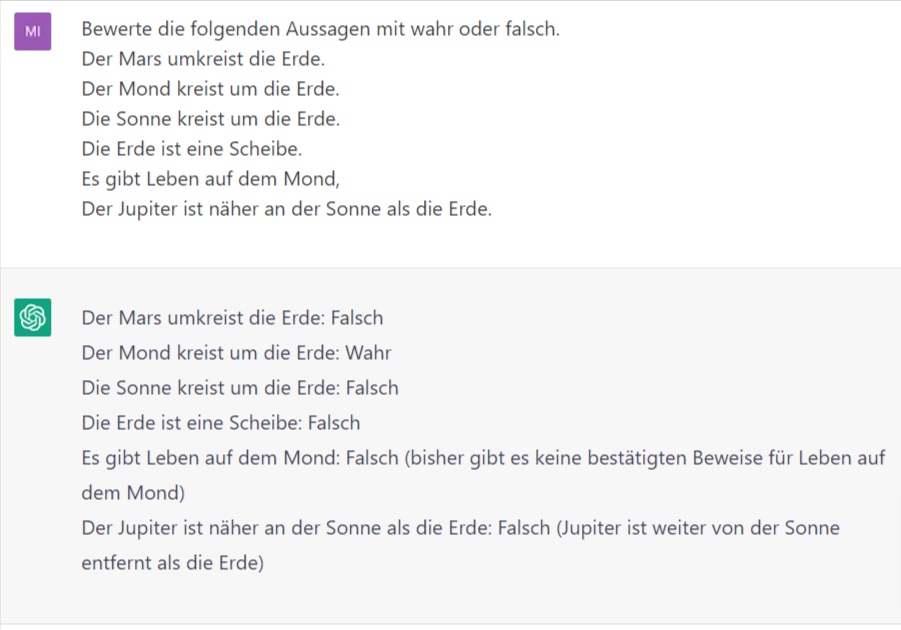 MI
Bewerte die folgenden Aussagen mit wahr oder falsch.
Der Mars umkreist die Erde.
Der Mond kreist um die Erde.
Die Sonne kreist um die Erde.
Die Erde ist eine Scheibe.
Es gibt Leben auf dem Mond,
Der Jupiter ist näher an der Sonne als die Erde.
Der Mars umkreist die Erde: Falsch
Der Mond kreist um die Erde: Wahr
Die Sonne kreist um die Erde: Falsch
Die Erde ist eine Scheibe: Falsch
Es gibt Leben auf dem Mond: Falsch (bisher gibt es keine bestätigten Beweise für Leben auf
dem Mond)
Der Jupiter ist näher an der Sonne als die Erde: Falsch (Jupiter ist weiter von der Sonne
entfernt als die Erde)